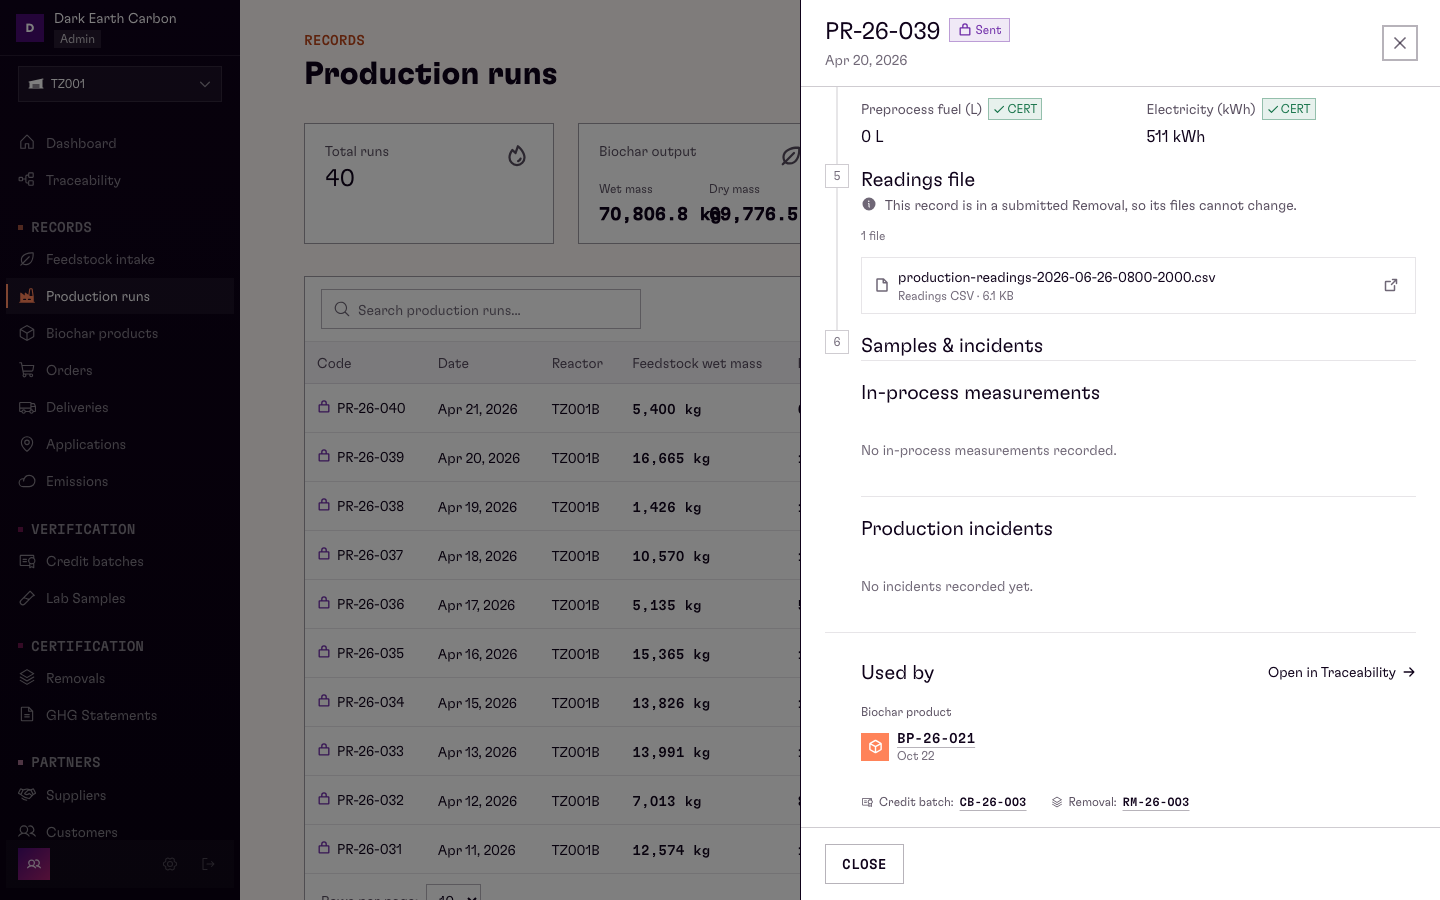 D
Dark Earth Carbon
Admin
TZ001
Dashboard
Traceability
RECORDS
Feedstock intake
Production runs
Biochar products
Orders
Deliveries
Applications
Emissions
VERIFICATION
Credit batches
Lab Samples
CERTIFICATION
Removals
GHG Statements
PARTNERS
Suppliers
Customers
RECORDS
Production runs
Total runs
40
Biochar output
Wet mass Dry mass
70,806.8 kg 69,776.5
Search production runs...
Code Date Reactor Feedstock wet mass
PR-26-040 Apr 21, 2026 TZ001B 5,400 kg
PR-26-039 Apr 20, 2026 TZ001B 16,665 kg
PR-26-038 Apr 19, 2026 TZ001B 1,426 kg
PR-26-037 Apr 18, 2026 TZ001B 10,570 kg
PR-26-036 Apr 17, 2026 TZ001B 5,135 kg
PR-26-035 Apr 16, 2026 TZ001B 15,365 kg
PR-26-034 Apr 15, 2026 TZ001B 13,826 kg
PR-26-033 Apr 13, 2026 TZ001B 13,991 kg
PR-26-032 Apr 12, 2026 TZ001B 7,013 kg
PR-26-031 Apr 11, 2026 TZ001B 12,574 kg
Rows per page 10
PR-26-039 Sent
Apr 20, 2026
Preprocess fuel (L) CERT Electricity (kWh) CERT
0 L 511 kWh
5 Readings file
This record is in a submitted Removal, so its files cannot change.
1 file
production-readings-2026-06-26-0800-2000.csv
Readings CSV · 6.1 KB
6 Samples & incidents
In-process measurements
No in-process measurements recorded.
Production incidents
No incidents recorded yet.
Used by Open in Traceability
Biochar product
BP-26-021
Oct 22
Credit batch: CB-26-003 Removal: RM-26-003
CLOSE